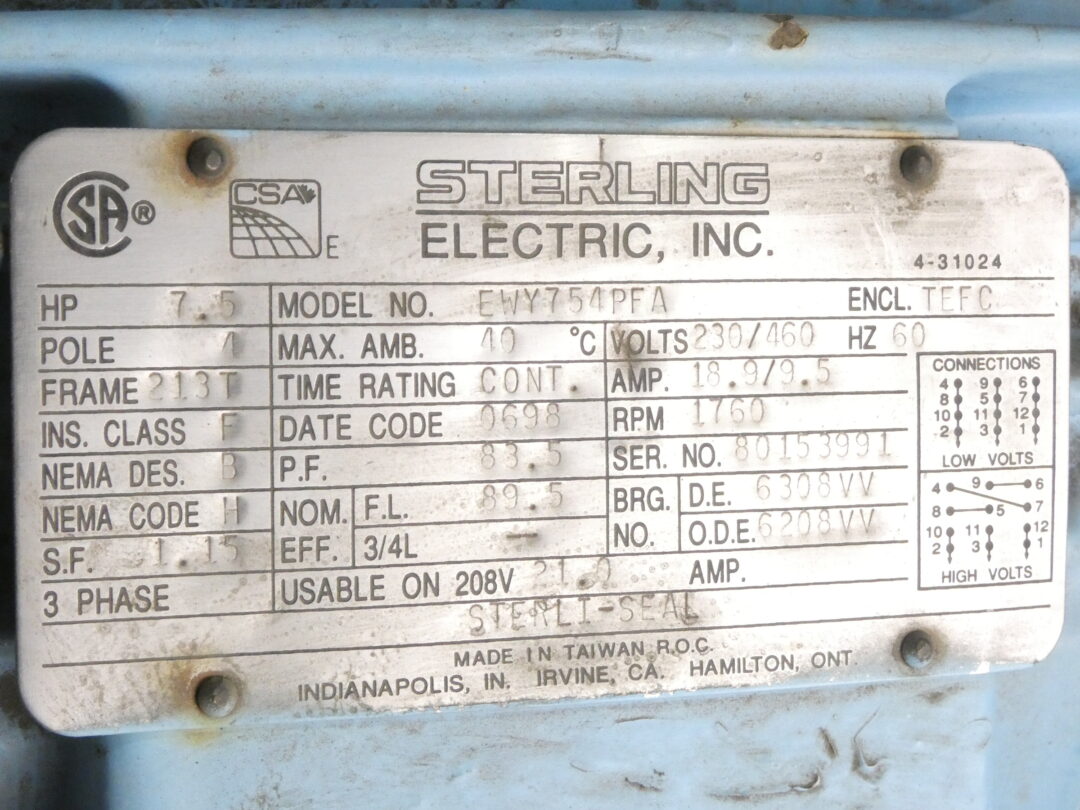 SA ®
CSA
E
STERLING
ELECTRIC, INC.
4-31024
HP 7.5 MODEL NO. EWY754PFA ENCL. TEFC
POLE 4 MAX. AMB. 40 °C VOLTS 230/460 HZ 60
FRAME 213T TIME RATING CONT. AMP. 18.9/9.5
INS. CLASS F DATE CODE 0698 RPM 1760
NEMA DES. B P.F. 83.5 SER. NO. 80153991
NEMA CODE H NOM. F.L. 89.5 BRG. D.E. 6308VV
S.F. 1.15 EFF. 3/4L — NO. O.D.E. 6208VV
3 PHASE USABLE ON 208V 21.0 AMP.
STERLI-SEAL
CONNECTIONS
4 9 6
8 5 7
10 11 12
2 3 1
LOW VOLTS
4 9 6
8 5 7
10 11 12
2 3 1
HIGH VOLTS
MADE IN TAIWAN R.O.C.
INDIANAPOLIS, IN. IRVINE, CA. HAMILTON, ONT.